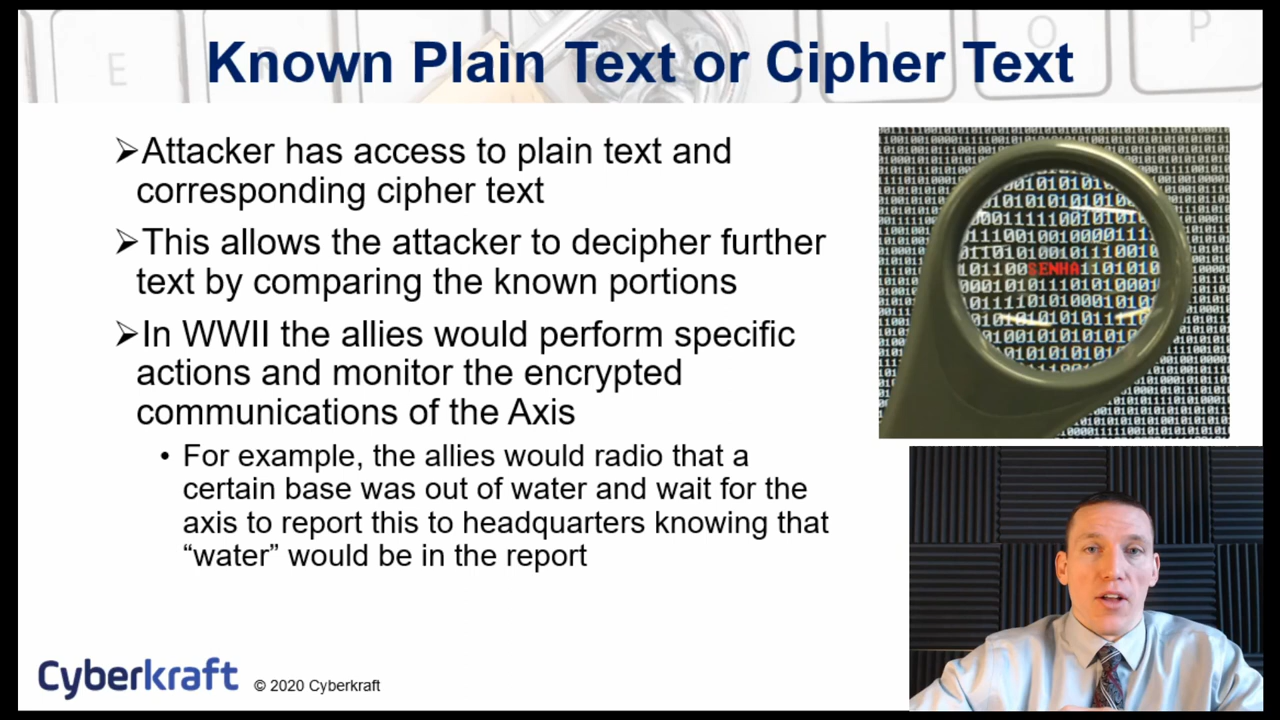 Known Plain Text or Cipher Text
➢Attacker has access to plain text and
corresponding cipher text
➢This allows the attacker to decipher further
text by comparing the known portions
➢In WWII the allies would perform specific
actions and monitor the encrypted
communications of the Axis
• For example, the allies would radio that a
certain base was out of water and wait for the
axis to report this to headquarters knowing that
“water” would be in the report
SENHA
Cyberkraft © 2020 Cyberkraft